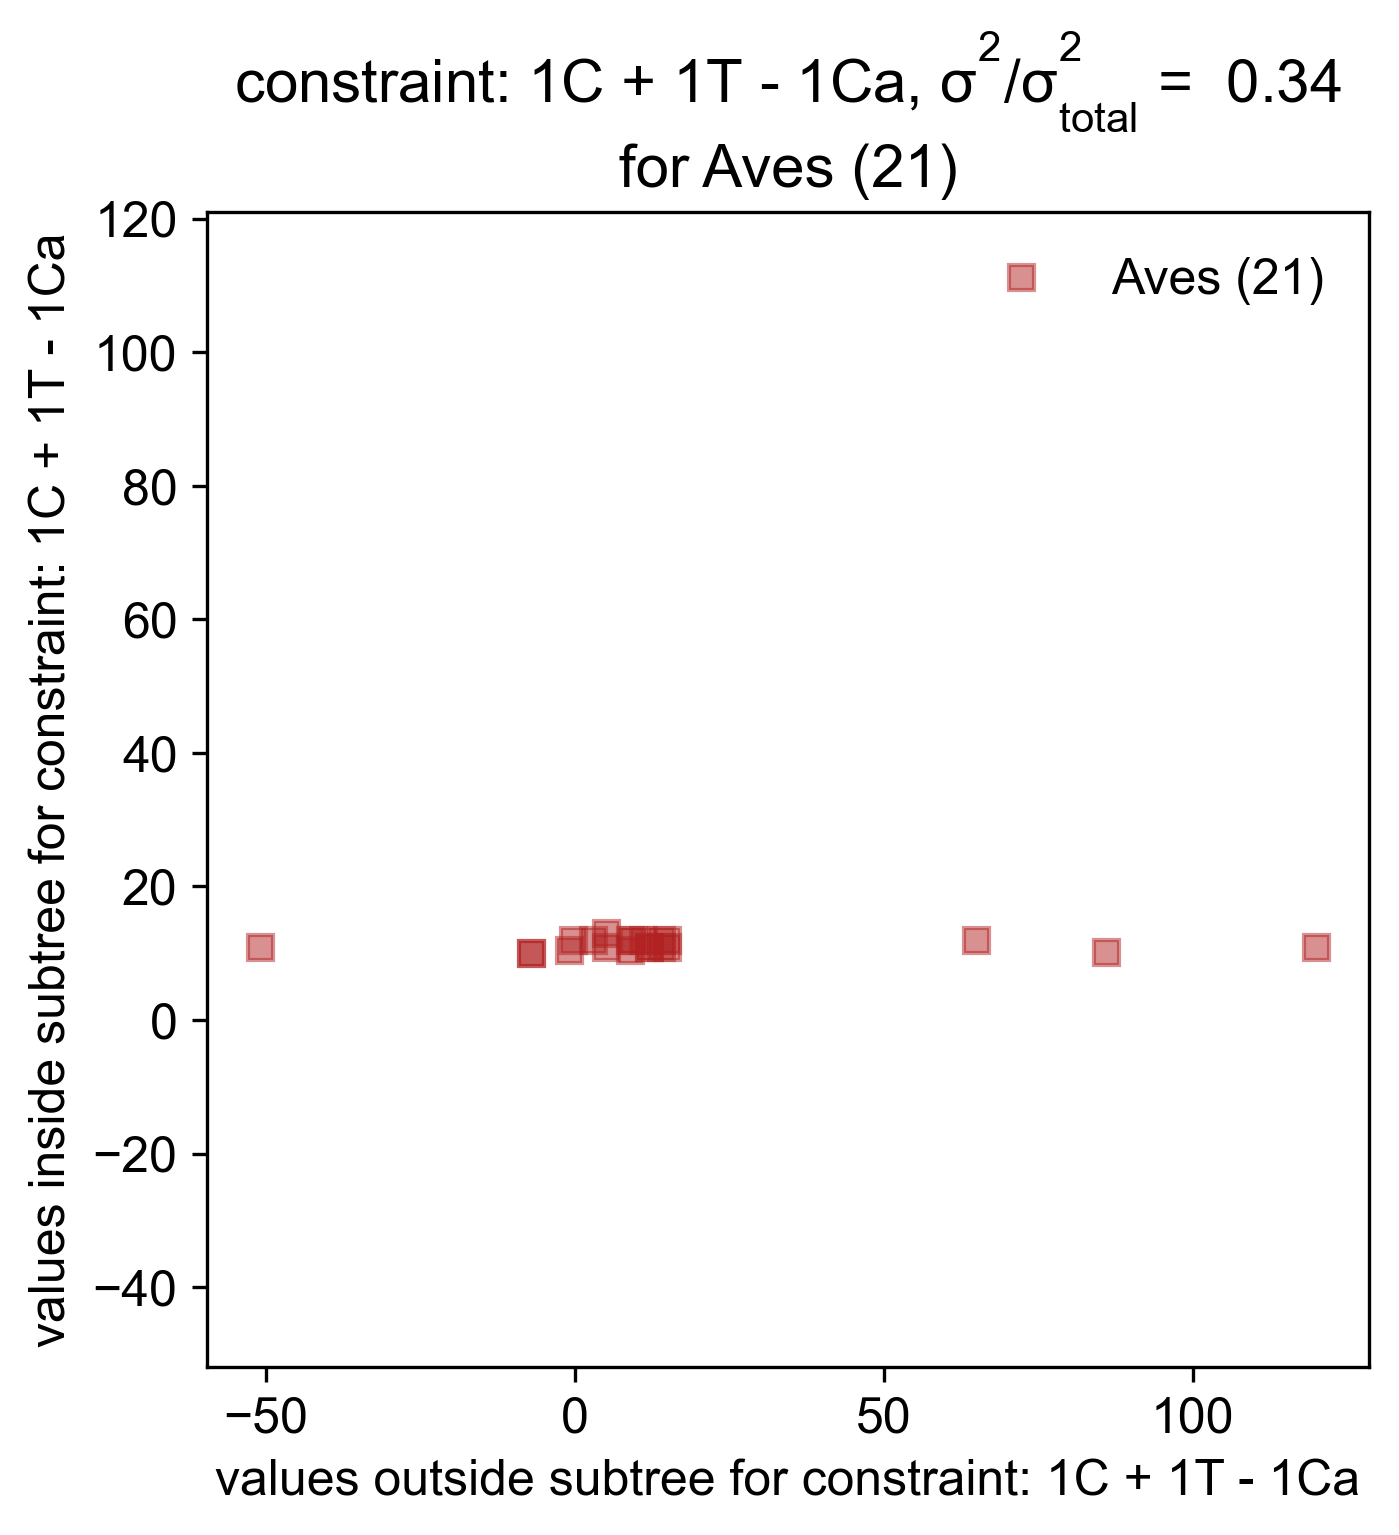 constraint: 1C + 1T - 1Ca, σ²/σ²total = 0.34
for Aves (21)
120
100
80
60
40
20
0
−20
−40
values inside subtree for constraint: 1C + 1T - 1Ca
Aves (21)
−50 0 50 100
values outside subtree for constraint: 1C + 1T - 1Ca